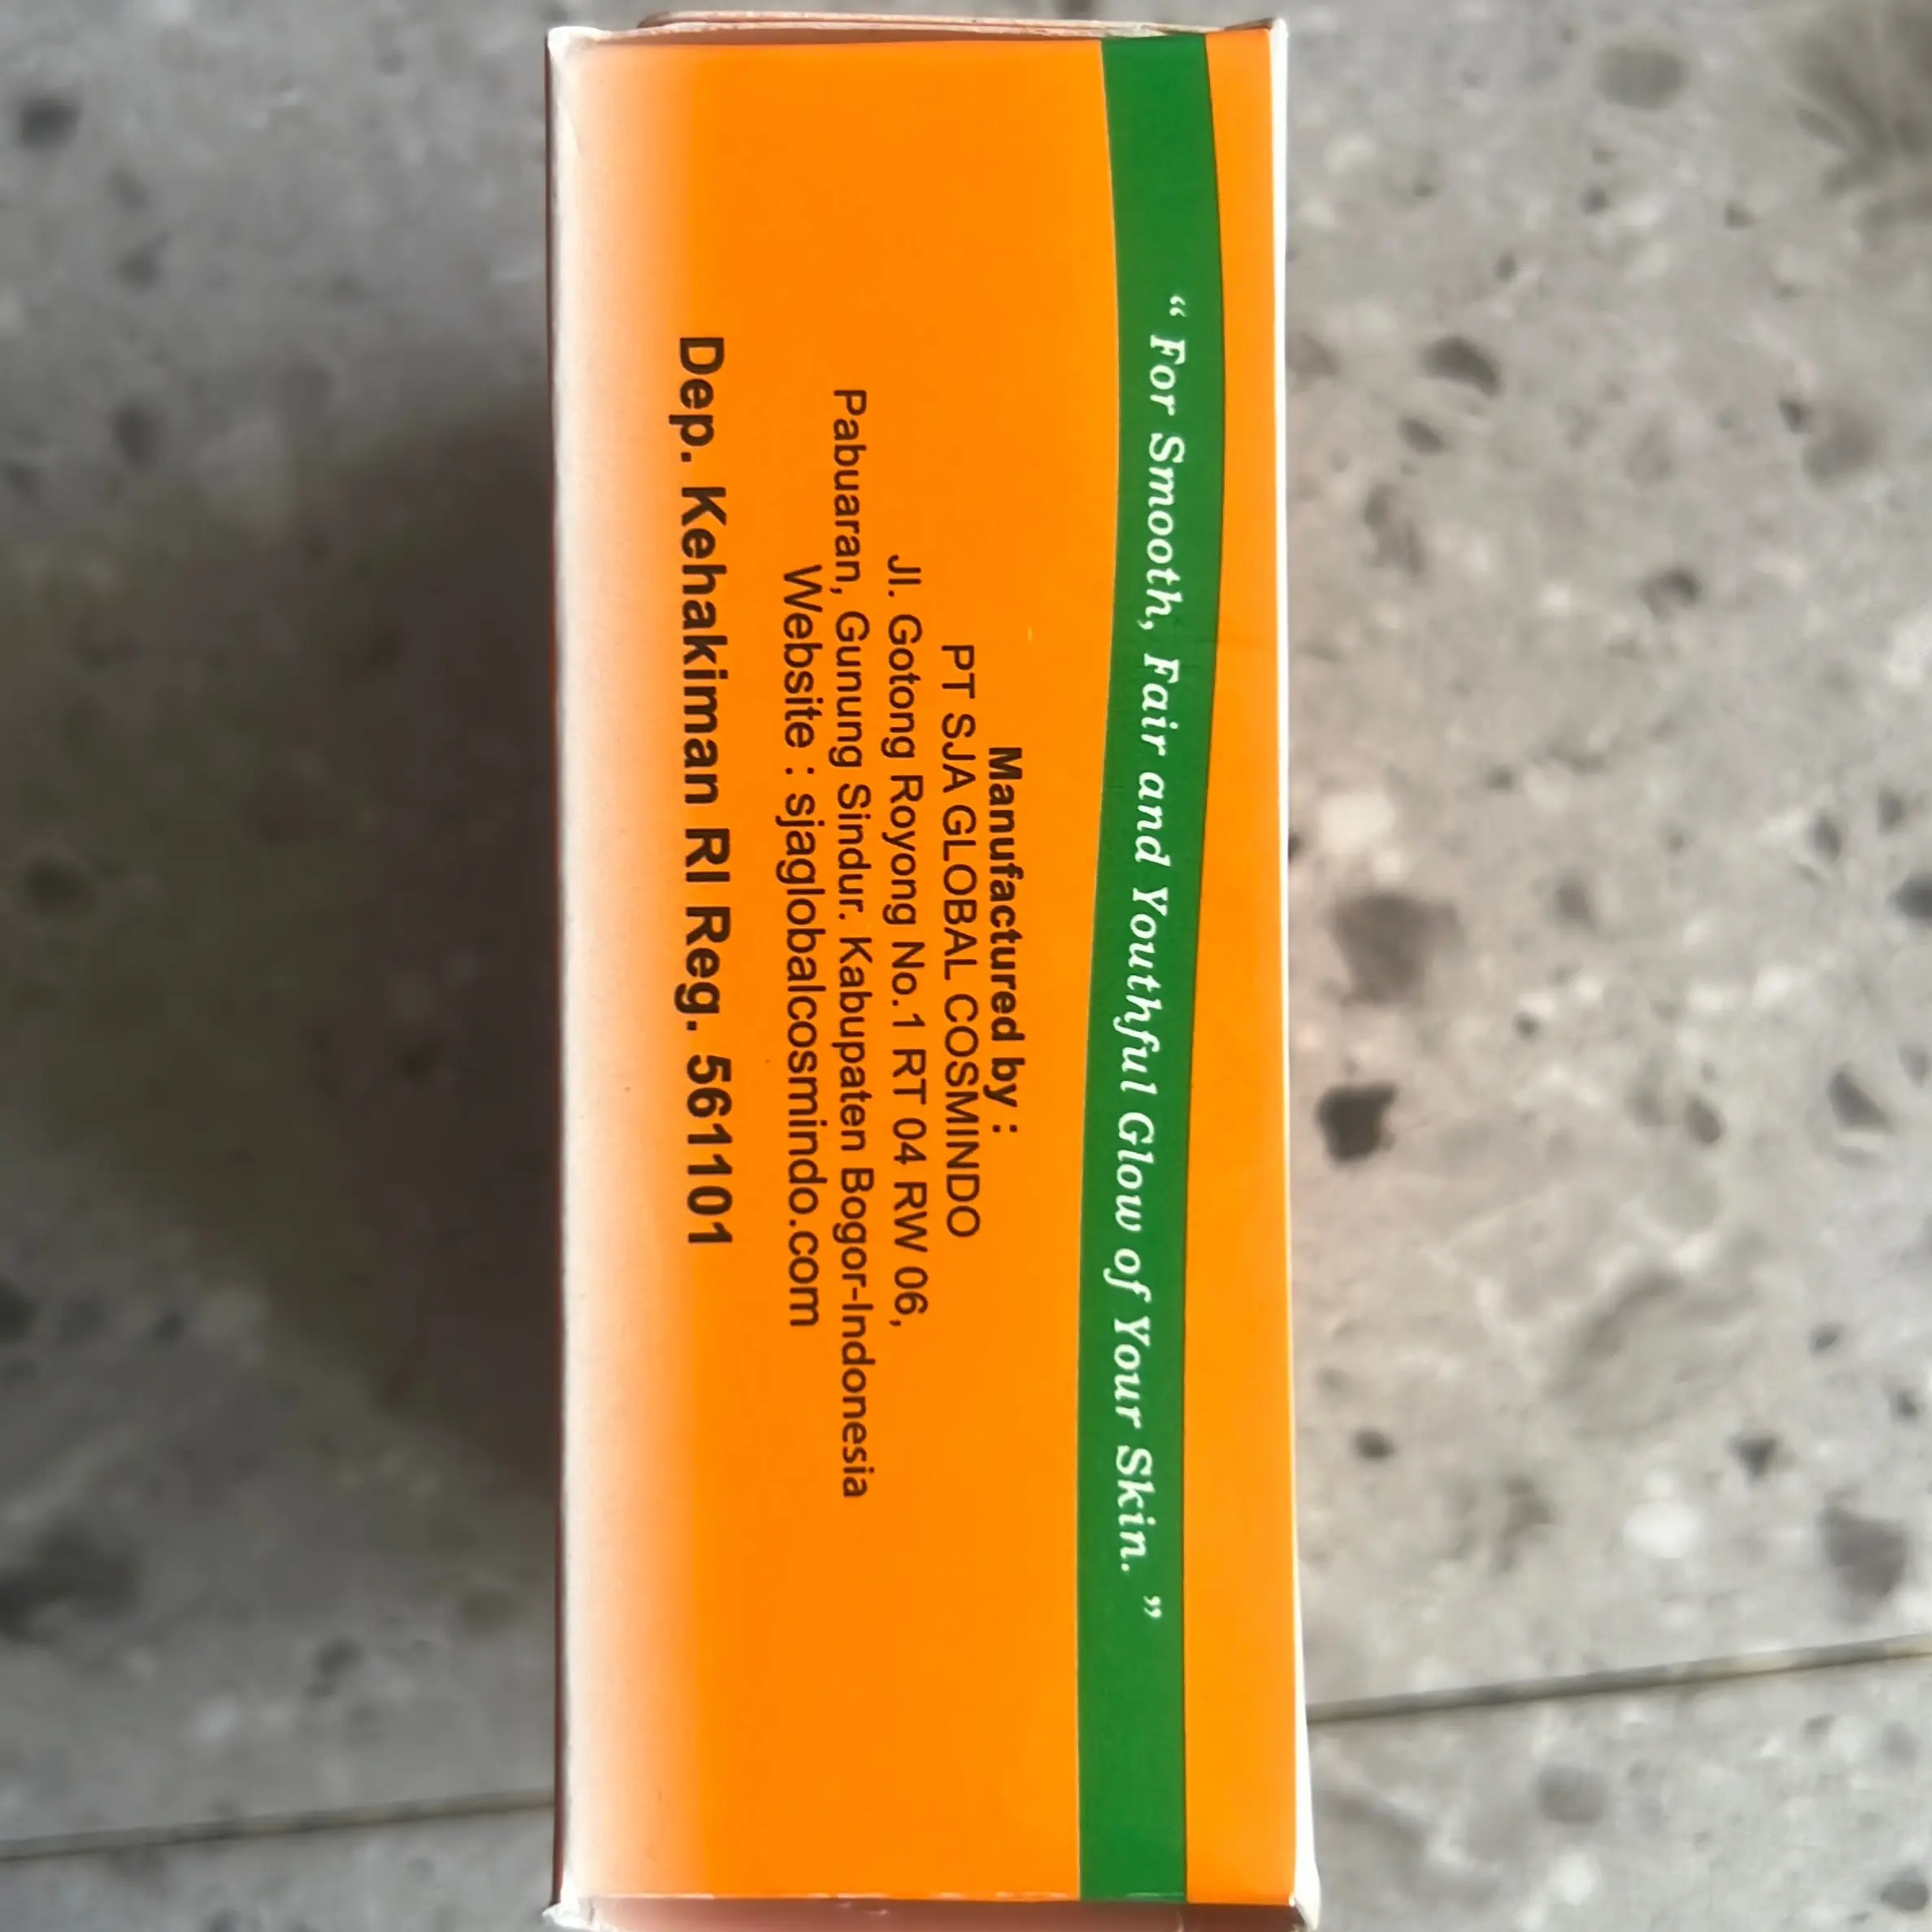 “ For Smooth, Fair and Youthful Glow of Your Skin. ”
Manufactured by :
PT SJA GLOBAL COSMINDO
Jl. Gotong Royong No.1 RT 04 RW 06,
Pabuaran, Gunung Sindur. Kabupaten Bogor-Indonesia
Website : sjaglobalcosmindo.com
Dep. Kehakiman RI Reg. 561101